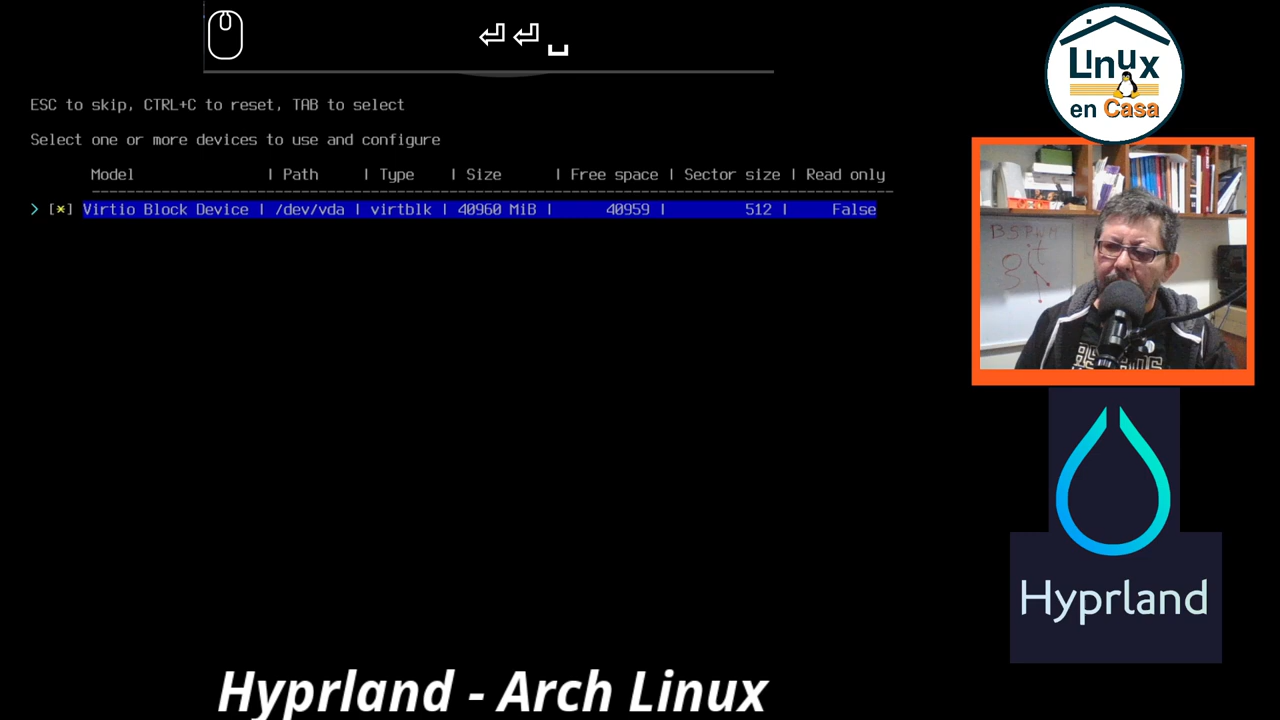 ESC to skip, CTRL+C to reset, TAB to select
Select one or more devices to use and configure
Model | Path | Type | Size | Free space | Sector size | Read only
> [*] Virtio Block Device | /dev/vda | virtblk | 40960 MiB | 40959 | 512 | False
Linux
en Casa
BSPWM
Hyprland
Hyprland - Arch Linux